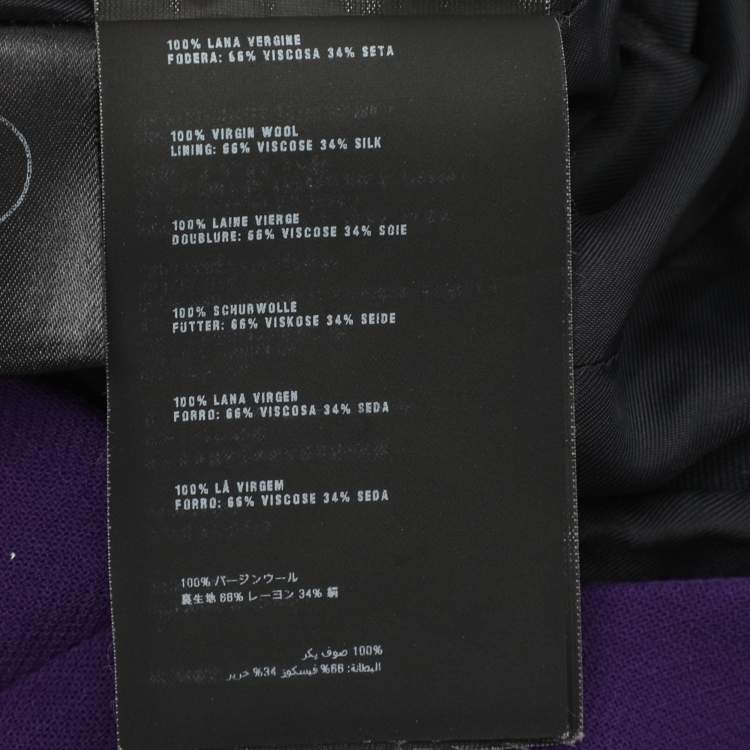 100% LANA VERGINE
FODERA: 66% VISCOSA 34% SETA
100% VIRGIN WOOL
LINING: 66% VISCOSE 34% SILK
100% LAINE VIERGE
DOUBLURE: 66% VISCOSE 34% SOIE
100% SCHURWOLLE
FUTTER: 66% VISKOSE 34% SEIDE
100% LANA VIRGEN
FORRO: 66% VISCOSA 34% SEDA
100% LÃ VIRGEM
FORRO: 66% VISCOSE 34% SEDA
100% バージンウール
裏生地 66% レーヨン 34% 絹
100% صوف بكر
البطانة: 66% فيسكوز 34% حرير